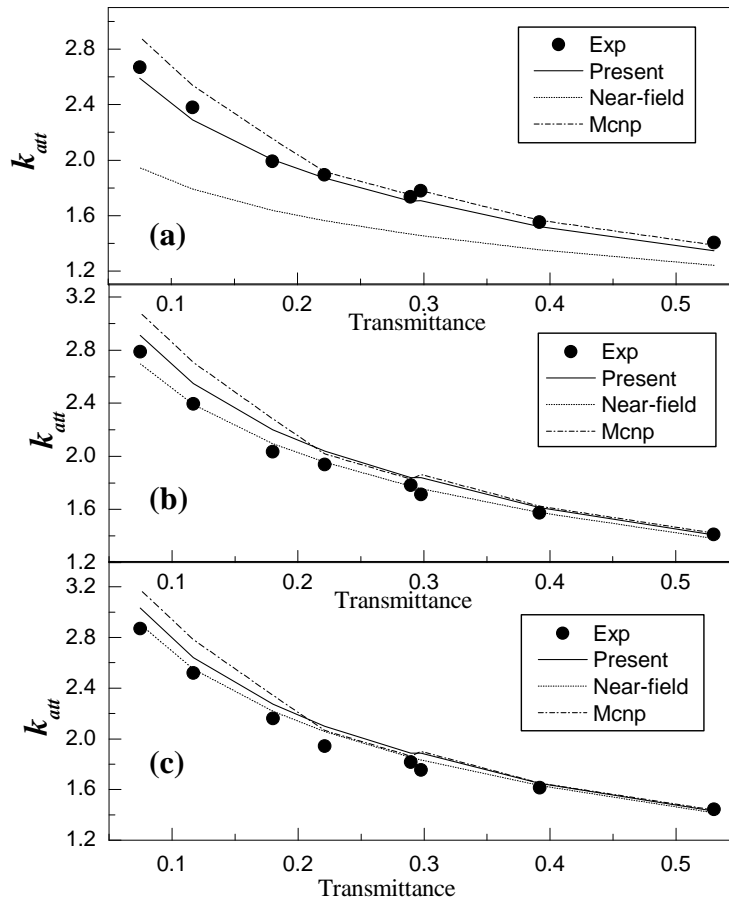 2.8
2.4
2.0
1.6
1.2
k_att
(a)
Exp
Present
Near-field
Mcnp
0.1 0.2 0.3 0.4 0.5
Transmittance
3.2
2.8
2.4
2.0
1.6
1.2
k_att
(b)
Exp
Present
Near-field
Mcnp
0.1 0.2 0.3 0.4 0.5
Transmittance
3.2
2.8
2.4
2.0
1.6
1.2
k_att
(c)
Exp
Present
Near-field
Mcnp
0.1 0.2 0.3 0.4 0.5
Transmittance